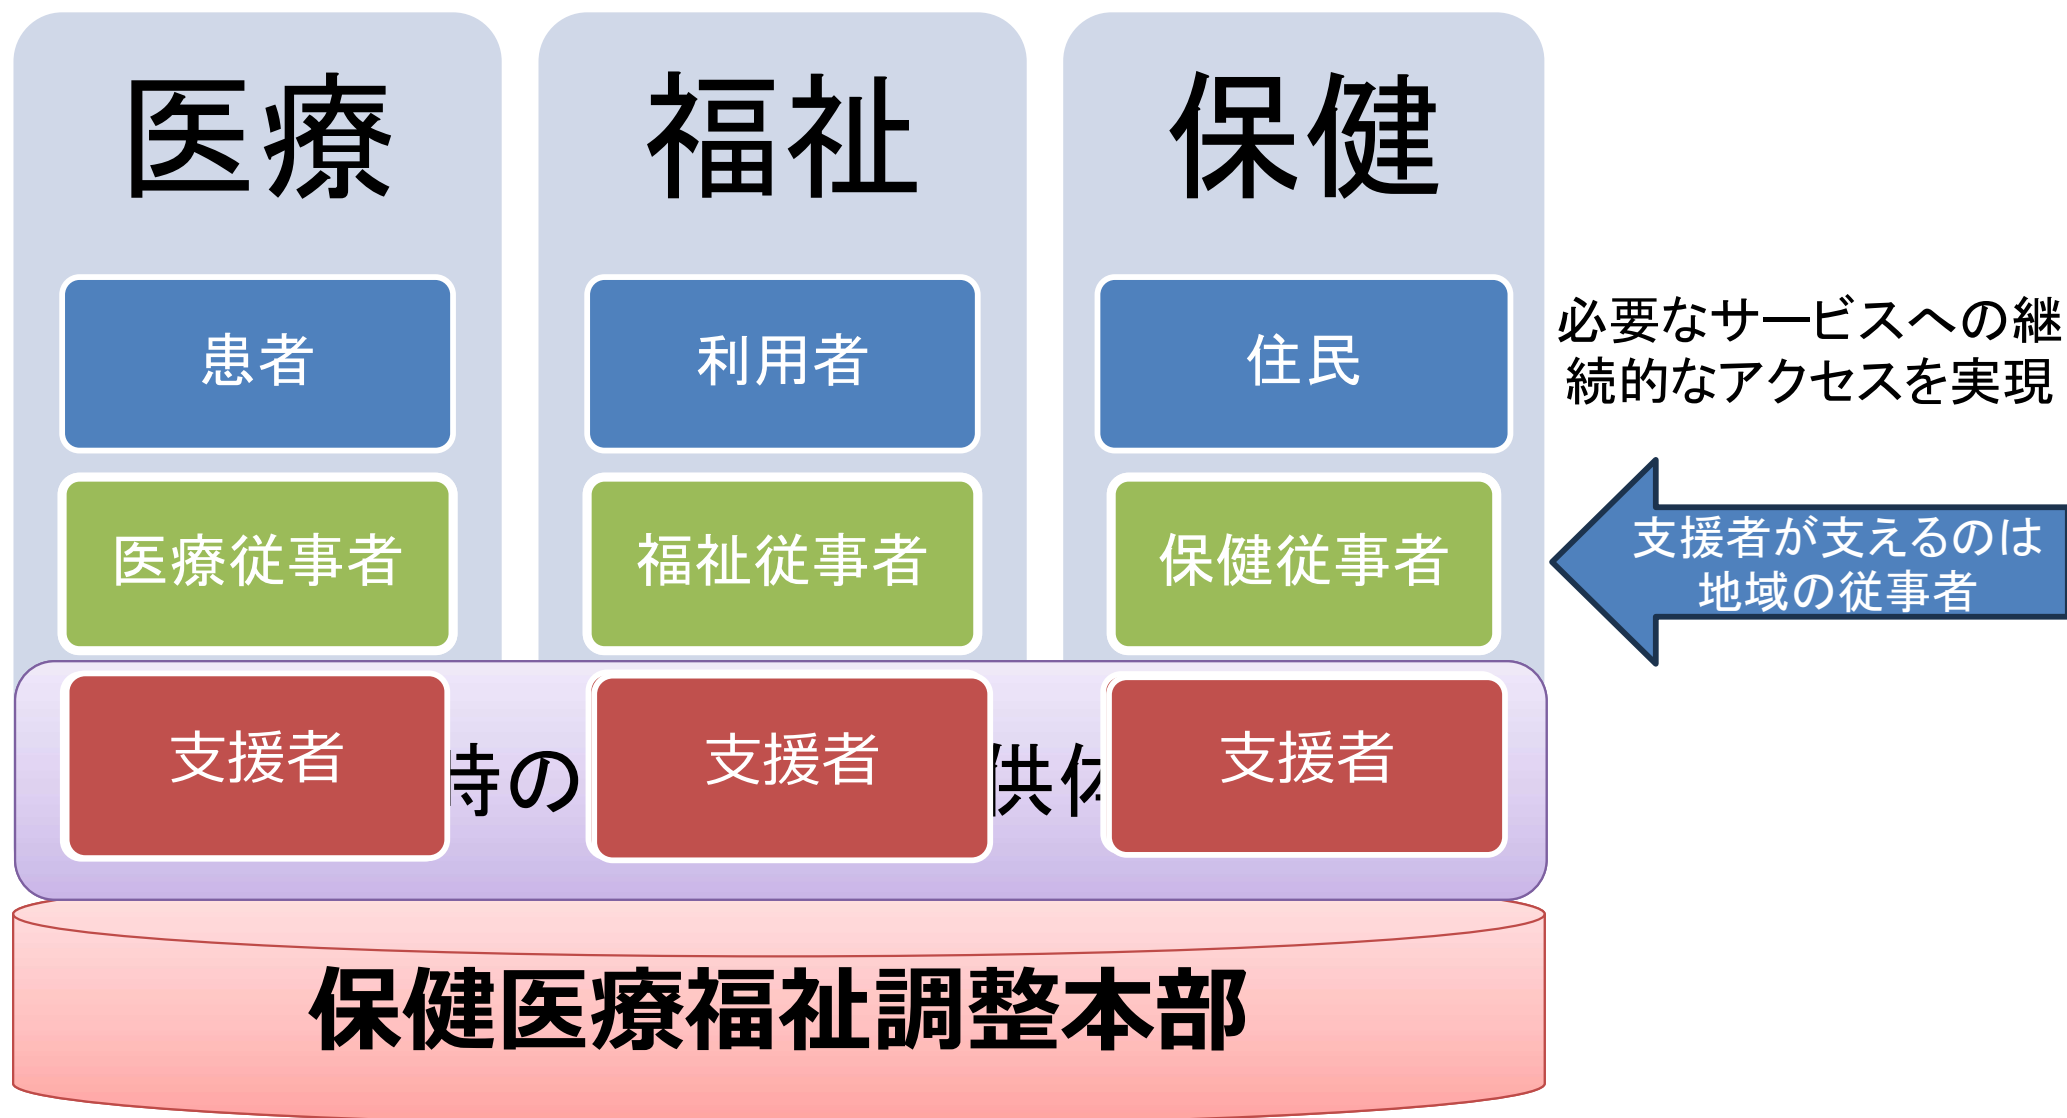 医療
福祉
保健
患者
利用者
住民
必要なサービスへの継
続的なアクセスを実現
医療従事者
福祉従事者
保健従事者
支援者が支えるのは
地域の従事者
支援者
時の
支援者
供体
支援者
保健医療福祉調整本部